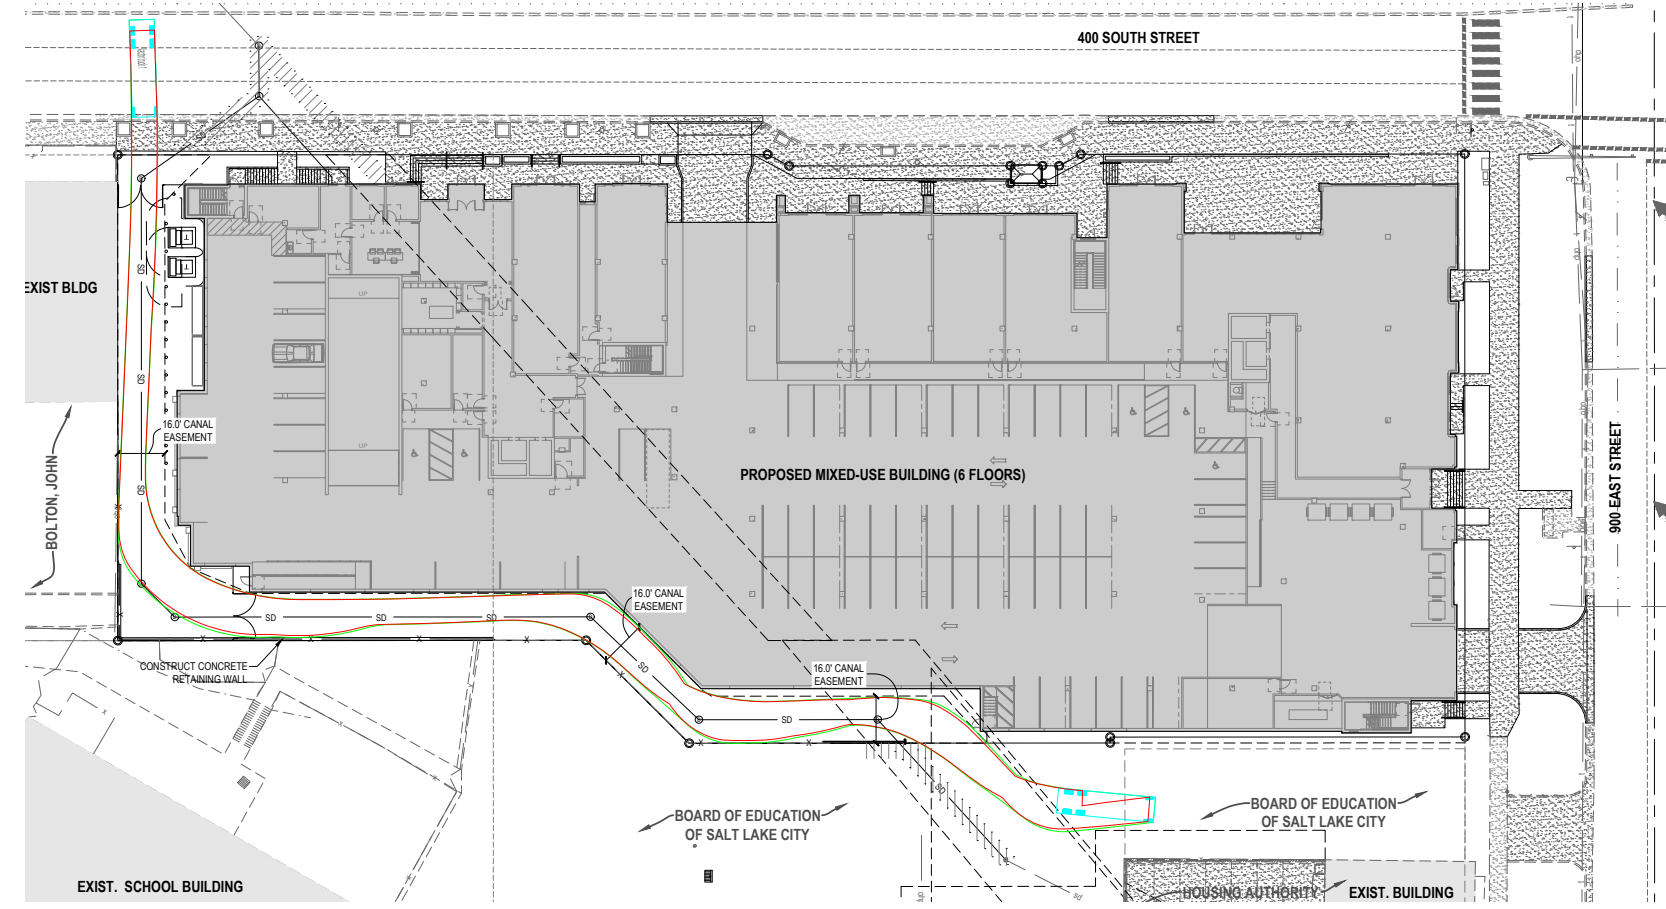 400 SOUTH STREET
EXIST BLDG
UP
SD
SD
16.0' CANAL
EASEMENT
UP
BOLTON, JOHN
SD
PROPOSED MIXED-USE BUILDING (6 FLOORS)
900 EAST STREET
16.0' CANAL
EASEMENT
SD
SD
SD
x
x
x
x
SD
CONSTRUCT CONCRETE
RETAINING WALL
16.0' CANAL
EASEMENT
SD
x
x
SD
BOARD OF EDUCATION
OF SALT LAKE CITY
BOARD OF EDUCATION
OF SALT LAKE CITY
EXIST. SCHOOL BUILDING
HOUSING AUTHORITY
EXIST. BUILDING
sd